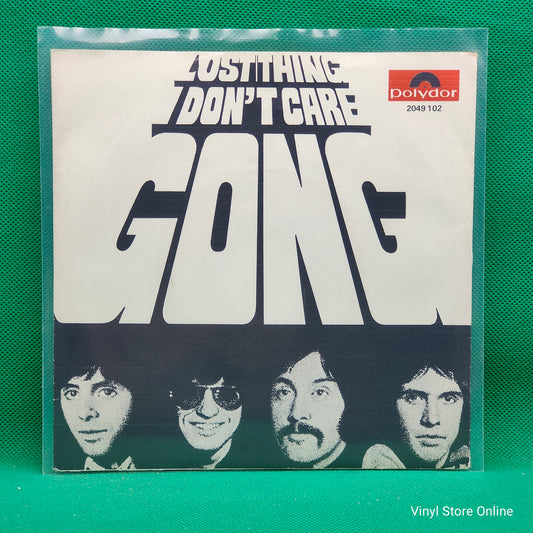 LOST THING
I DON'T CARE
GONG
polydor
2049 102
Vinyl Store Online